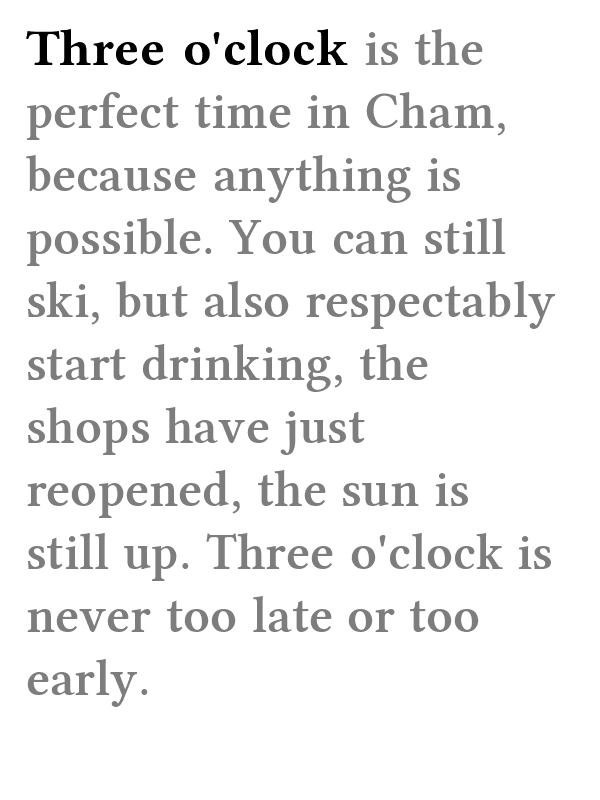 Three o'clock is the
perfect time in Cham,
because anything is
possible. You can still
ski, but also respectably
start drinking, the
shops have just
reopened, the sun is
still up. Three o'clock is
never too late or too
early.